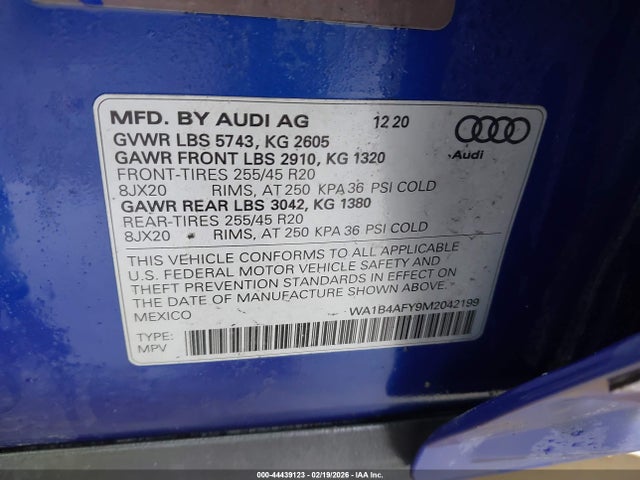 MFD. BY AUDI AG 12 20
GVWR LBS 5743, KG 2605
GAWR FRONT LBS 2910, KG 1320
FRONT-TIRES 255/45 R20
8JX20 RIMS, AT 250 KPA 36 PSI COLD
GAWR REAR LBS 3042, KG 1380
REAR-TIRES 255/45 R20
8JX20 RIMS, AT 250 KPA 36 PSI COLD
Audi
THIS VEHICLE CONFORMS TO ALL APPLICABLE
U.S. FEDERAL MOTOR VEHICLE SAFETY AND
THEFT PREVENTION STANDARDS IN EFFECT ON
THE DATE OF MANUFACTURE SHOWN ABOVE.
MEXICO WA1B4AFY9M2042199
TYPE:
MPV
000-44439123 - 02/19/2026 - IAA Inc.